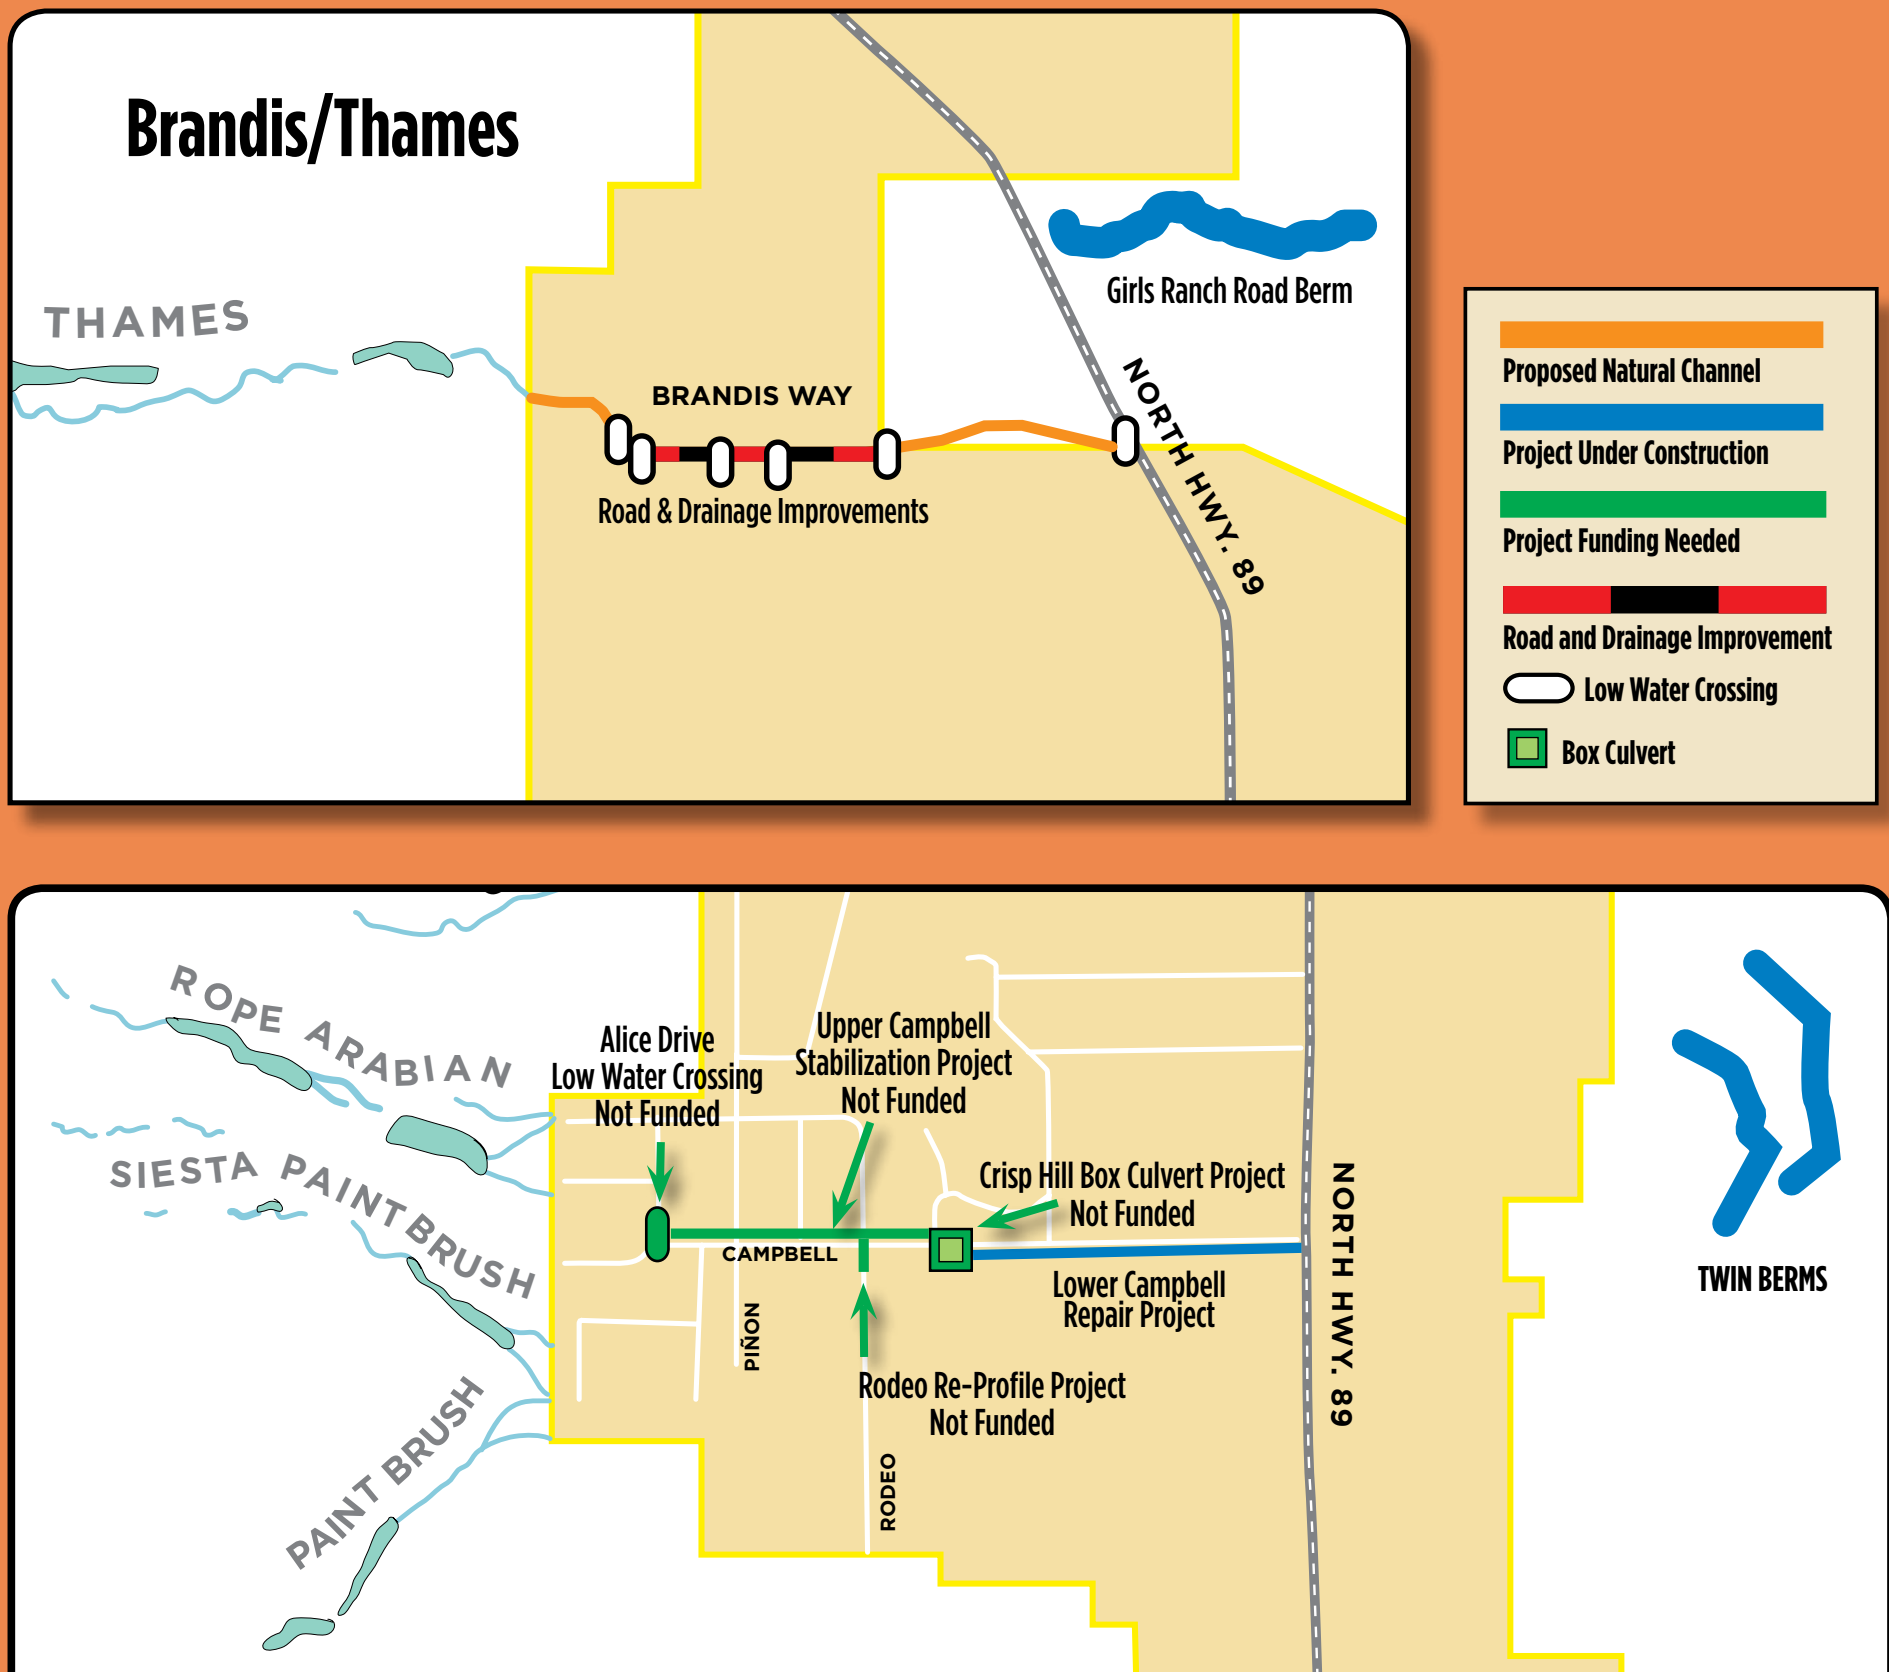 Brandis/Thames
THAMES
BRANDIS WAY
Road & Drainage Improvements
Girls Ranch Road Berm
NORTH HWY. 89
Proposed Natural Channel
Project Under Construction
Project Funding Needed
Road and Drainage Improvement
Low Water Crossing
Box Culvert
ROPE ARABIAN
SIESTA PAINTBRUSH
PAINT BRUSH
Alice Drive
Low Water Crossing
Not Funded
Upper Campbell
Stabilization Project
Not Funded
Crisp Hill Box Culvert Project
Not Funded
CAMPBELL
Lower Campbell
Repair Project
PIÑON
Rodeo Re-Profile Project
Not Funded
RODEO
NORTH HWY. 89
TWIN BERMS